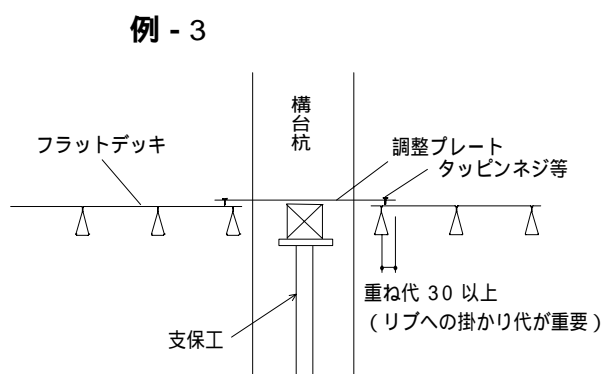 例 - 3
構台杭
フラットデッキ
調整プレート
タッピンネジ等
重ね代 30 以上
(リブへの掛かり代が重要)
支保工